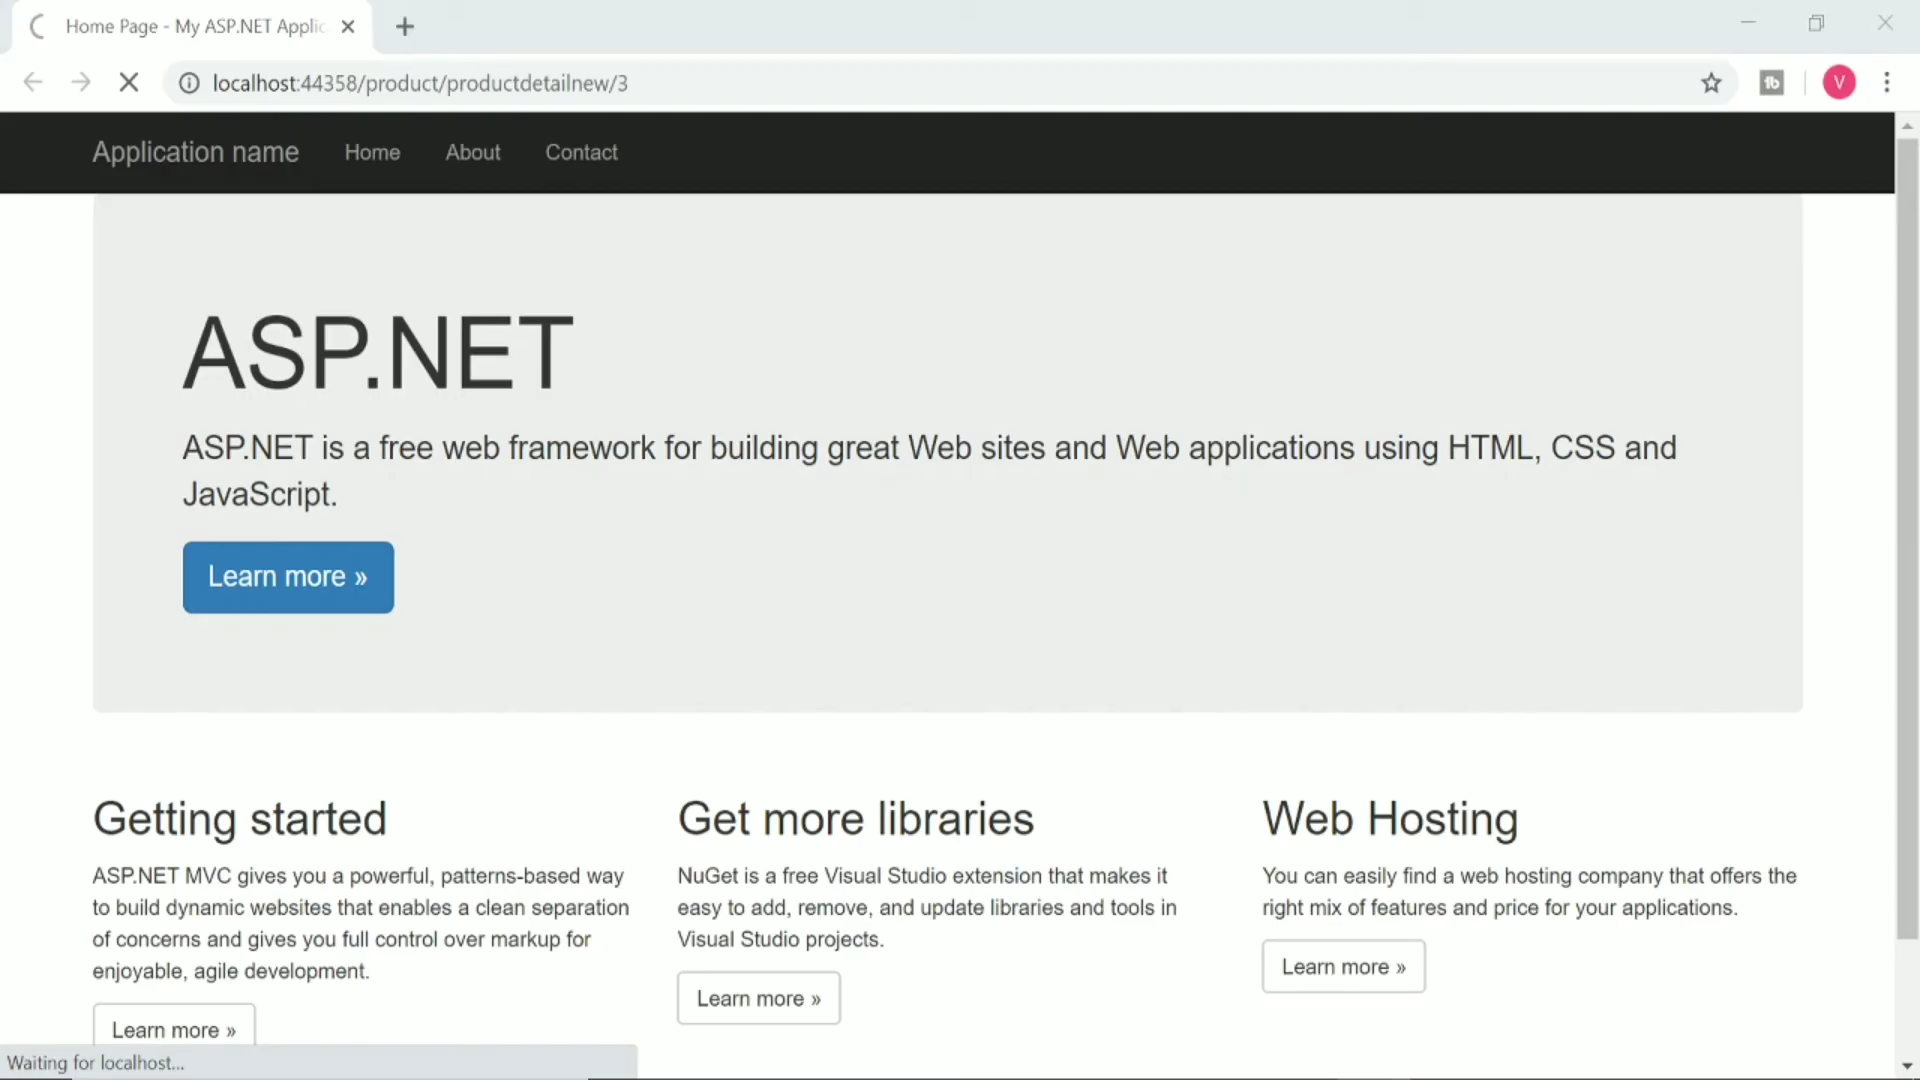 Home Page - My ASP.NET Applic
localhost:44358/product/productdetailnew/3
V
Application name
Home
About
Contact
ASP.NET
ASP.NET is a free web framework for building great Web sites and Web applications using HTML, CSS and
JavaScript.
Learn more »
Getting started
ASP.NET MVC gives you a powerful, patterns-based way
to build dynamic websites that enables a clean separation
of concerns and gives you full control over markup for
enjoyable, agile development.
Learn more »
Get more libraries
NuGet is a free Visual Studio extension that makes it
easy to add, remove, and update libraries and tools in
Visual Studio projects.
Learn more »
Web Hosting
You can easily find a web hosting company that offers the
right mix of features and price for your applications.
Learn more »
Waiting for localhost...